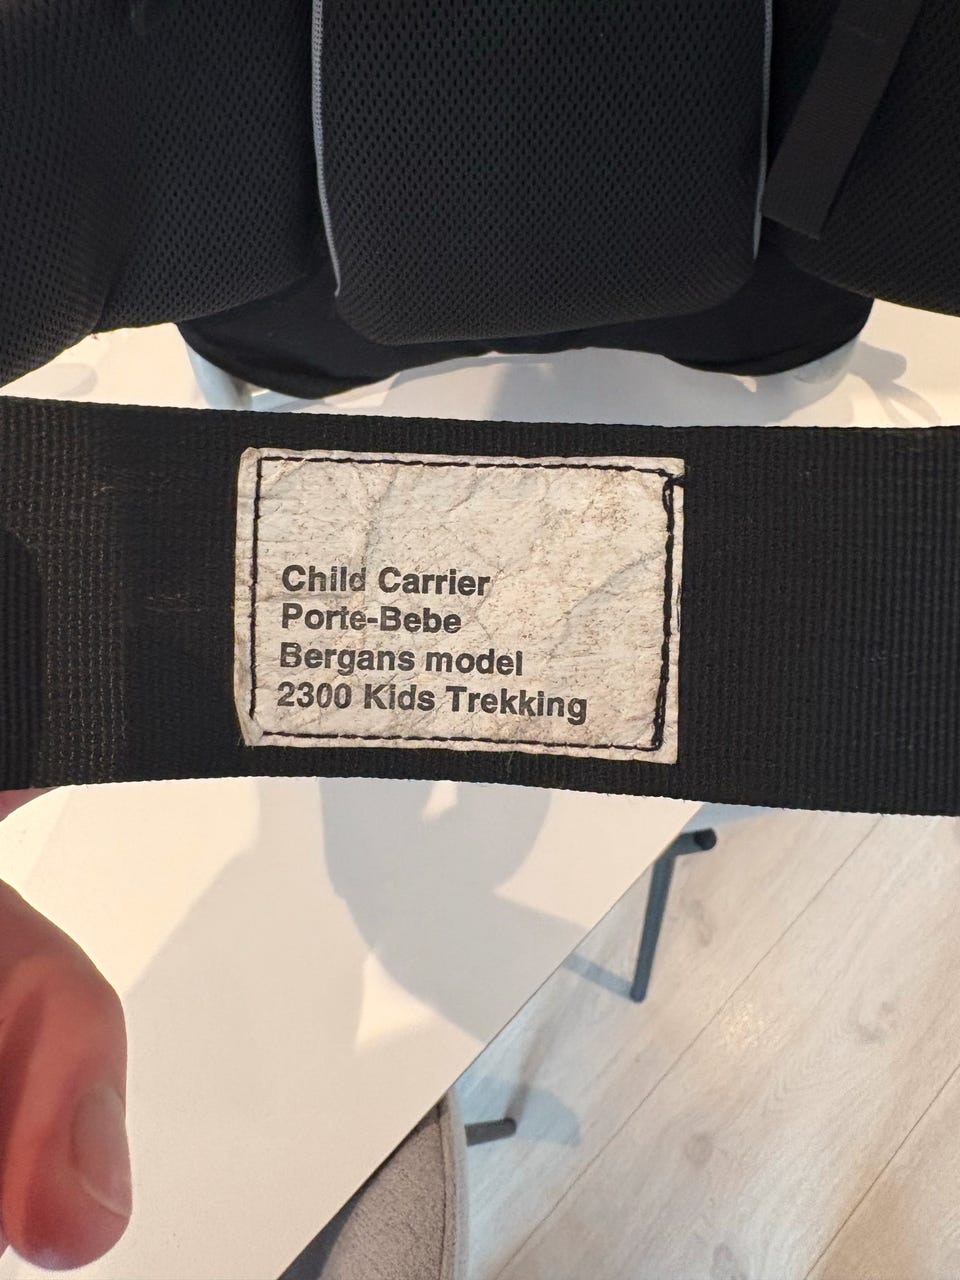 Child Carrier
Porte-Bebe
Bergans model
2300 Kids Trekking